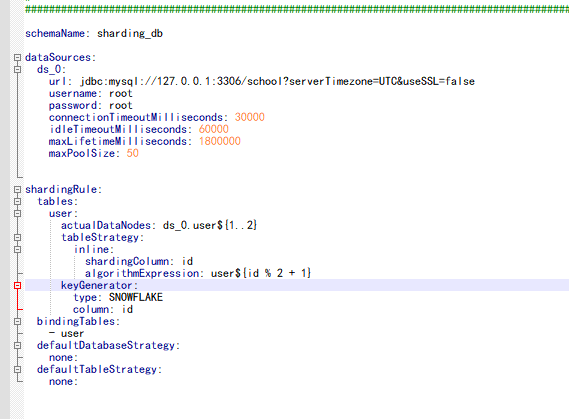 ################################################################################
schemaName: sharding_db
dataSources:
  ds_0:
    url: jdbc:mysql://127.0.0.1:3306/school?serverTimezone=UTC&useSSL=false
    username: root
    password: root
    connectionTimeoutMilliseconds: 30000
    idleTimeoutMilliseconds: 60000
    maxLifetimeMilliseconds: 1800000
    maxPoolSize: 50
shardingRule:
  tables:
    user:
      actualDataNodes: ds_0.user${1..2}
      tableStrategy:
        inline:
          shardingColumn: id
          algorithmExpression: user${id % 2 + 1}
      keyGenerator:
        type: SNOWFLAKE
        column: id
  bindingTables:
    - user
  defaultDatabaseStrategy:
    none:
  defaultTableStrategy:
    none: